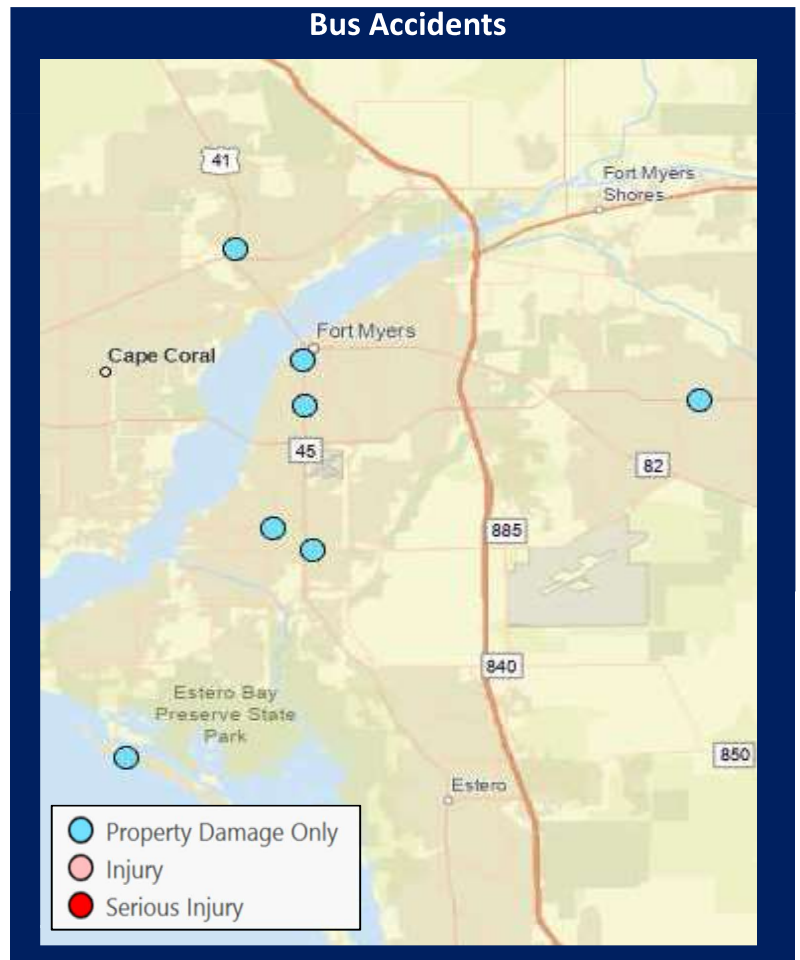 Bus Accidents
41
Fort Myers
Shores
Fort Myers
Cape Coral
45
82
885
840
Estero Bay
Preserve State
Park
850
Estero
Property Damage Only
Injury
Serious Injury